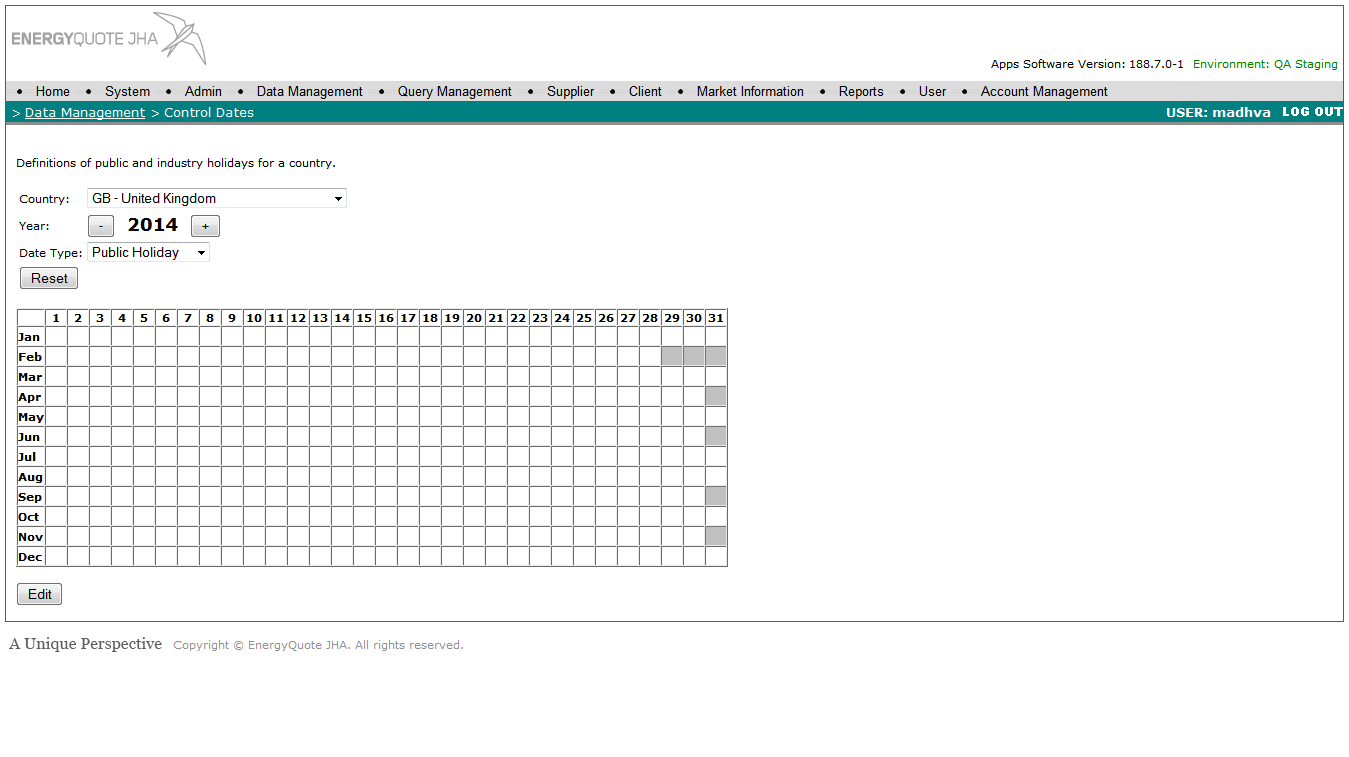 ENERGYQUOTE JHA
Apps Software Version: 188.7.0-1 Environment: QA Staging
• Home • System • Admin • Data Management • Query Management • Supplier • Client • Market Information • Reports • User • Account Management
> Data Management > Control Dates USER: madhva LOG OUT
Definitions of public and industry holidays for a country.
Country: GB - United Kingdom
Year: - 2014 +
Date Type: Public Holiday
Reset
1 2 3 4 5 6 7 8 9 10 11 12 13 14 15 16 17 18 19 20 21 22 23 24 25 26 27 28 29 30 31
Jan
Feb
Mar
Apr
May
Jun
Jul
Aug
Sep
Oct
Nov
Dec
Edit
A Unique Perspective Copyright © EnergyQuote JHA. All rights reserved.